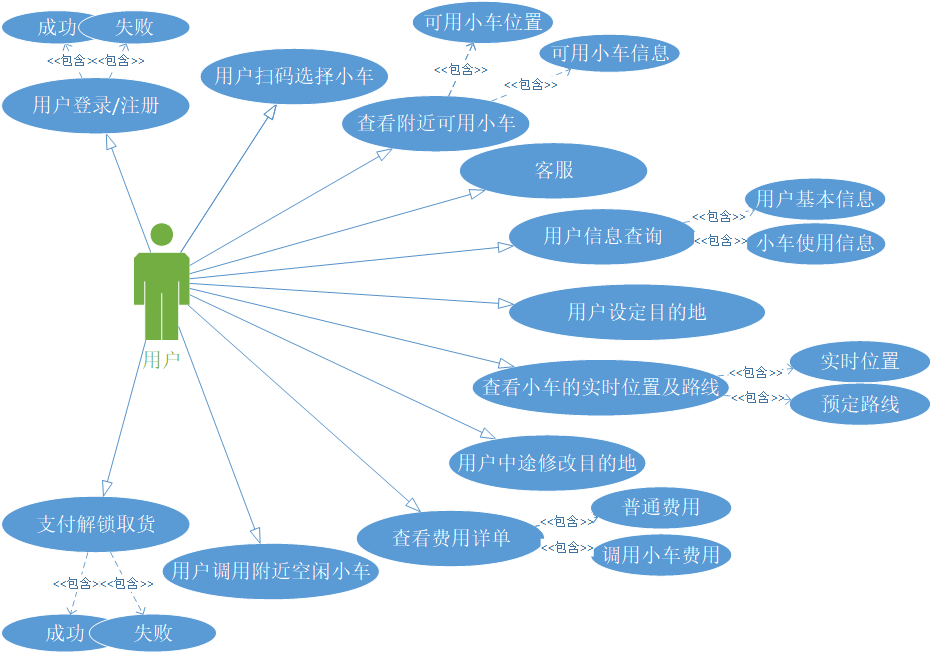 成功
失败
<<包含>>
<<包含>>
用户登录/注册
用户扫码选择小车
可用小车位置
可用小车信息
<<包含>>
<<包含>>
查看附近可用小车
客服
用户信息查询
<<包含>>
用户基本信息
<<包含>>
小车使用信息
用户
用户设定目的地
查看小车的实时位置及路线
<<包含>>
实时位置
<<包含>>
预定路线
用户中途修改目的地
查看费用详单
<<包含>>
普通费用
<<包含>>
调用小车费用
用户调用附近空闲小车
支付解锁取货
<<包含>
<<包含>>
成功
失败